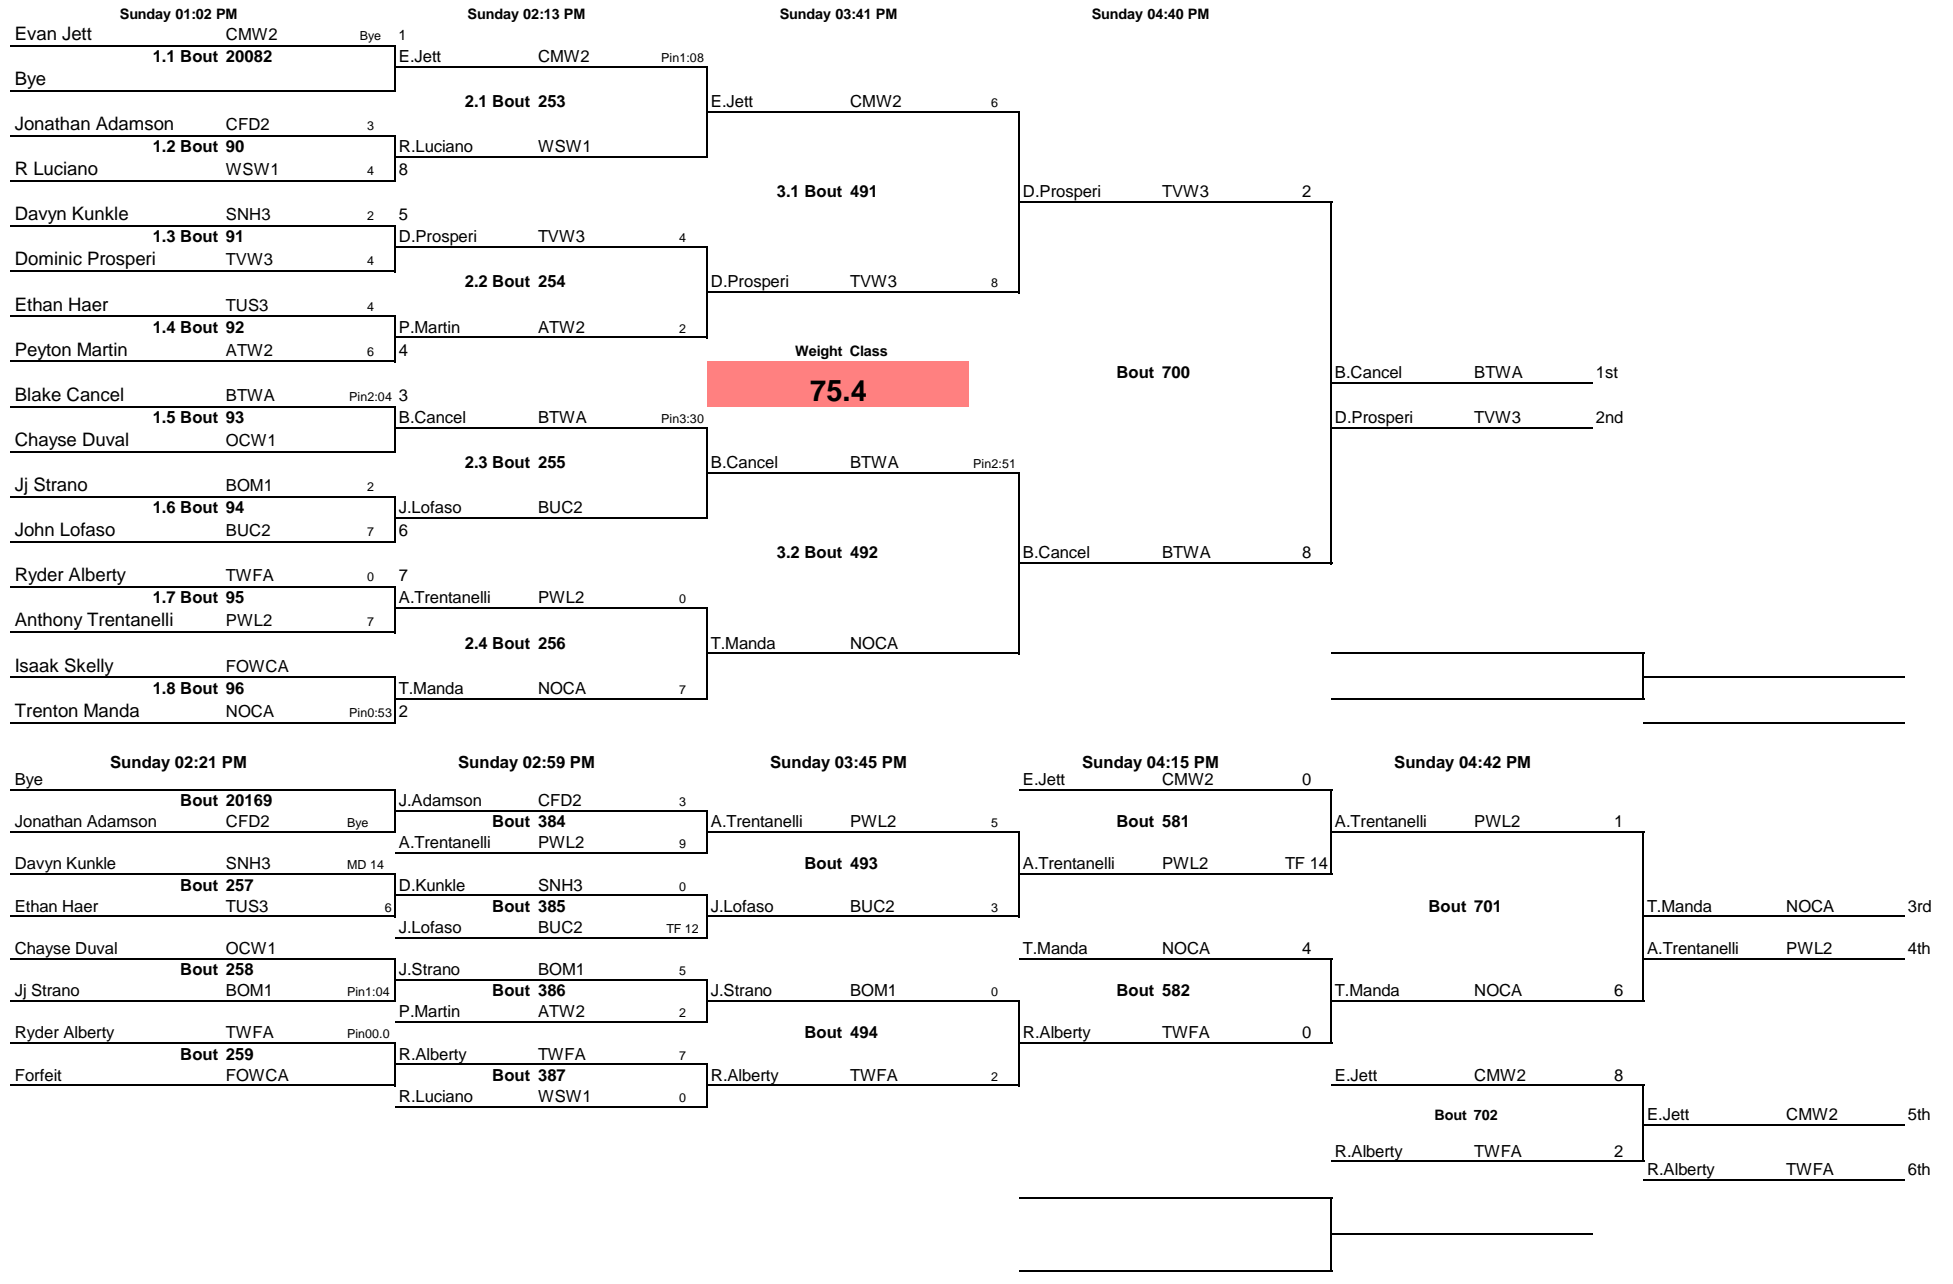 Sunday 01:02 PM Sunday 02:13 PM Sunday 03:41 PM Sunday 04:40 PM
Evan Jett CMW2 Bye 1
1.1 Bout 20082 E.Jett CMW2 Pin1:08
Bye
2.1 Bout 253 E.Jett CMW2 6
Jonathan Adamson CFD2 3
1.2 Bout 90 R.Luciano WSW1
R Luciano WSW1 4 8
3.1 Bout 491 D.Prosperi TVW3 2
Davyn Kunkle SNH3 2 5
1.3 Bout 91 D.Prosperi TVW3 4
Dominic Prosperi TVW3 4
2.2 Bout 254 D.Prosperi TVW3 8
Ethan Haer TUS3 4
1.4 Bout 92 P.Martin ATW2 2
Peyton Martin ATW2 6 4 Weight Class
Bout 700 B.Cancel BTWA 1st
Blake Cancel BTWA Pin2:04 3 75.4
1.5 Bout 93 B.Cancel BTWA Pin3:30 D.Prosperi TVW3 2nd
Chayse Duval OCW1
2.3 Bout 255 B.Cancel BTWA Pin2:51
Jj Strano BOM1 2
1.6 Bout 94 J.Lofaso BUC2
John Lofaso BUC2 7 6
3.2 Bout 492 B.Cancel BTWA 8
Ryder Alberty TWFA 0 7
1.7 Bout 95 A.Trentanelli PWL2 0
Anthony Trentanelli PWL2 7
2.4 Bout 256 T.Manda NOCA
Isaak Skelly FOWCA
1.8 Bout 96 T.Manda NOCA 7
Trenton Manda NOCA Pin0:53 2
Sunday 02:21 PM Sunday 02:59 PM Sunday 03:45 PM Sunday 04:15 PM Sunday 04:42 PM
Bye E.Jett CMW2 0
Bout 20169 J.Adamson CFD2 3
Jonathan Adamson CFD2 Bye Bout 384 A.Trentanelli PWL2 5 Bout 581 A.Trentanelli PWL2 1
A.Trentanelli PWL2 9
Davyn Kunkle SNH3 MD 14 Bout 493 A.Trentanelli PWL2 TF 14
Bout 257 D.Kunkle SNH3 0
Ethan Haer TUS3 6 Bout 385 J.Lofaso BUC2 3 Bout 701 T.Manda NOCA 3rd
J.Lofaso BUC2 TF 12
Chayse Duval OCW1 T.Manda NOCA 4 A.Trentanelli PWL2 4th
Bout 258 J.Strano BOM1 5
Jj Strano BOM1 Pin1:04 Bout 386 J.Strano BOM1 0 Bout 582 T.Manda NOCA 6
P.Martin ATW2 2
Ryder Alberty TWFA Pin00.0 Bout 494 R.Alberty TWFA 0
Bout 259 R.Alberty TWFA 7
Forfeit FOWCA Bout 387 R.Alberty TWFA 2 E.Jett CMW2 8
R.Luciano WSW1 0
Bout 702 E.Jett CMW2 5th
R.Alberty TWFA 2
R.Alberty TWFA 6th